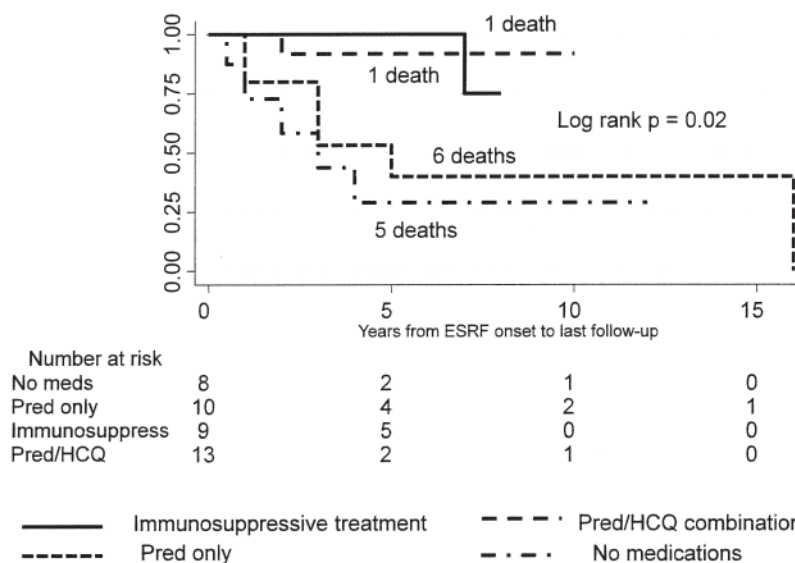 1 death
1.00
1 death
0.75
Log rank p = 0.02
0.50
6 deaths
0.25
5 deaths
0.00
0 5 10 15
Years from ESRF onset to last follow-up
Number at risk
No meds 8 2 1 0
Pred only 10 4 2 1
Immunosuppress 9 5 0 0
Pred/HCQ 13 2 1 0
Immunosuppressive treatment Pred/HCQ combination
Pred only No medications